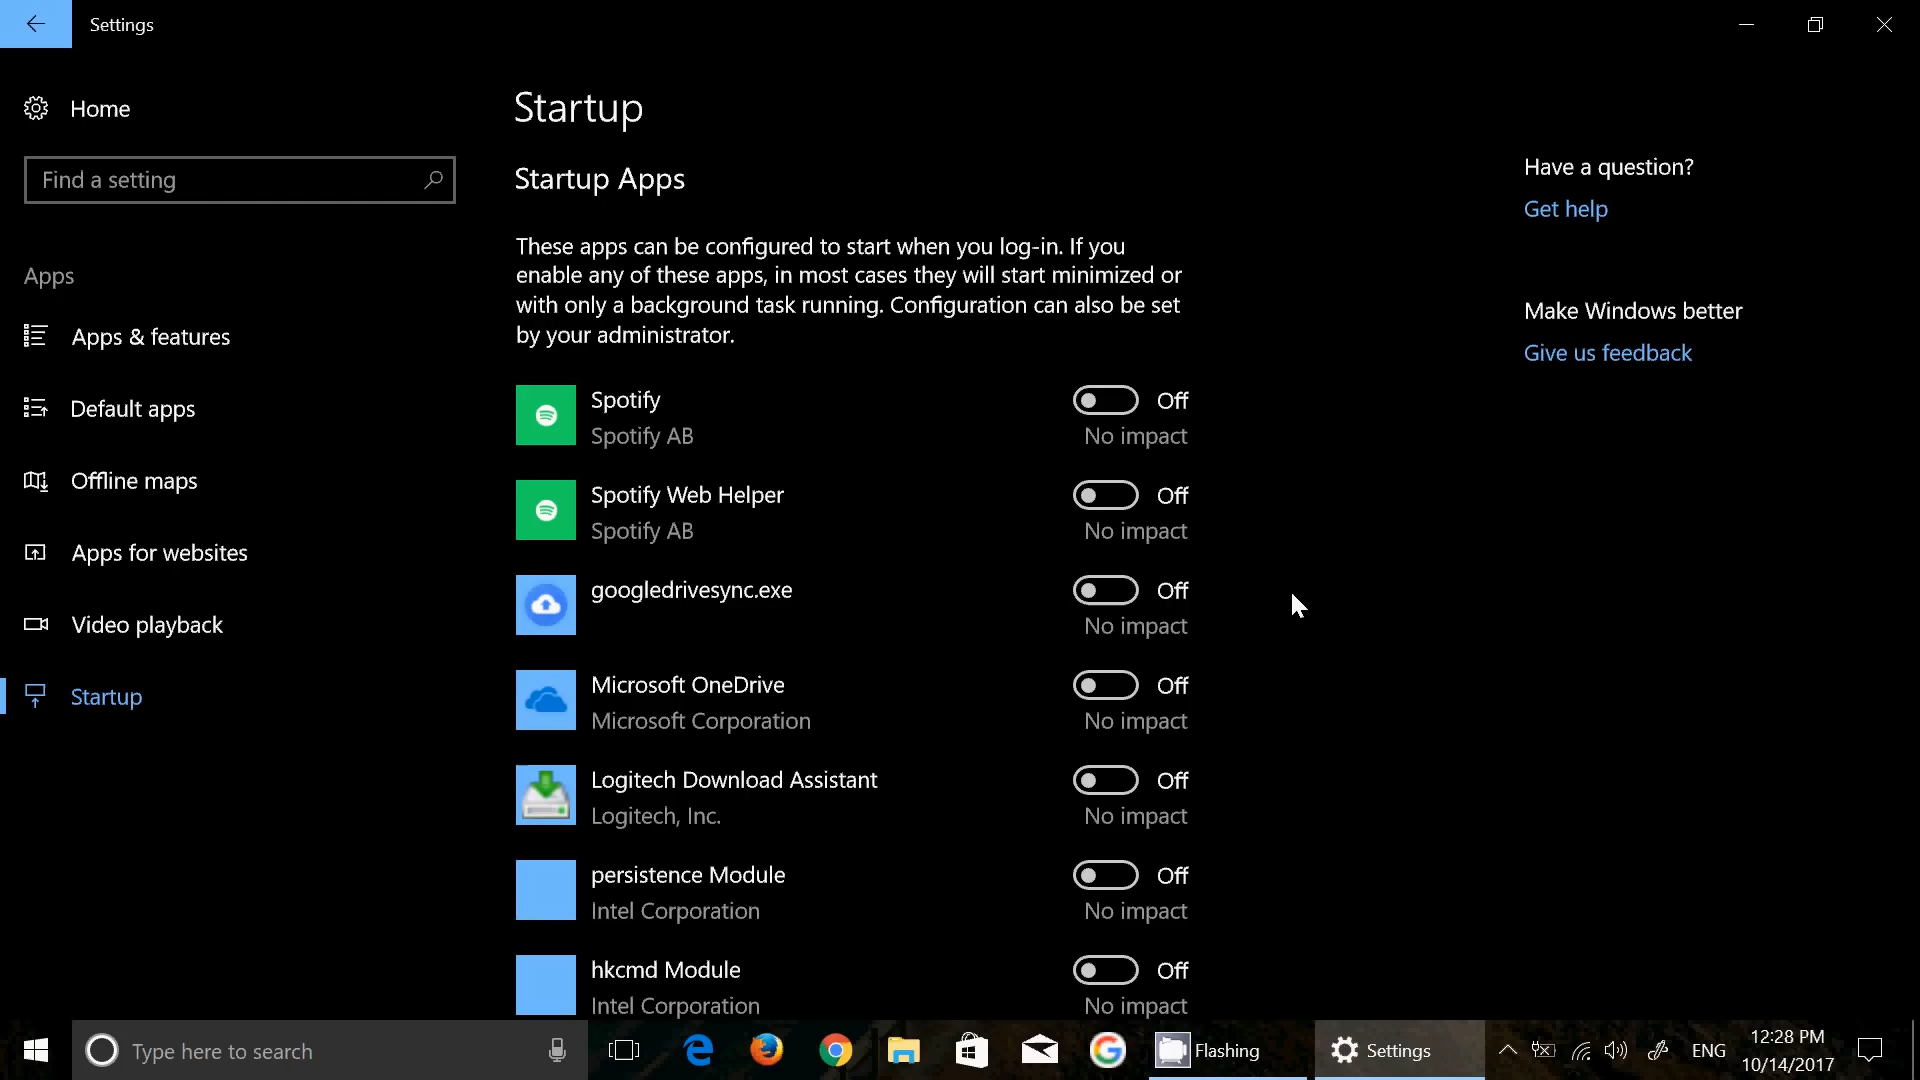 Settings
Home
Find a setting
Apps
Apps & features
Default apps
Offline maps
Apps for websites
Video playback
Startup
Startup
Startup Apps
These apps can be configured to start when you log-in. If you
enable any of these apps, in most cases they will start minimized or
with only a background task running. Configuration can also be set
by your administrator.
Spotify
Off
Spotify AB
No impact
Spotify Web Helper
Off
Spotify AB
No impact
googledrivesync.exe
Off
No impact
Microsoft OneDrive
Off
Microsoft Corporation
No impact
Logitech Download Assistant
Off
Logitech, Inc.
No impact
persistence Module
Off
Intel Corporation
No impact
hkcmd Module
Off
Intel Corporation
No impact
Have a question?
Get help
Make Windows better
Give us feedback
Type here to search
Flashing
Settings
ENG
12:28 PM
10/14/2017